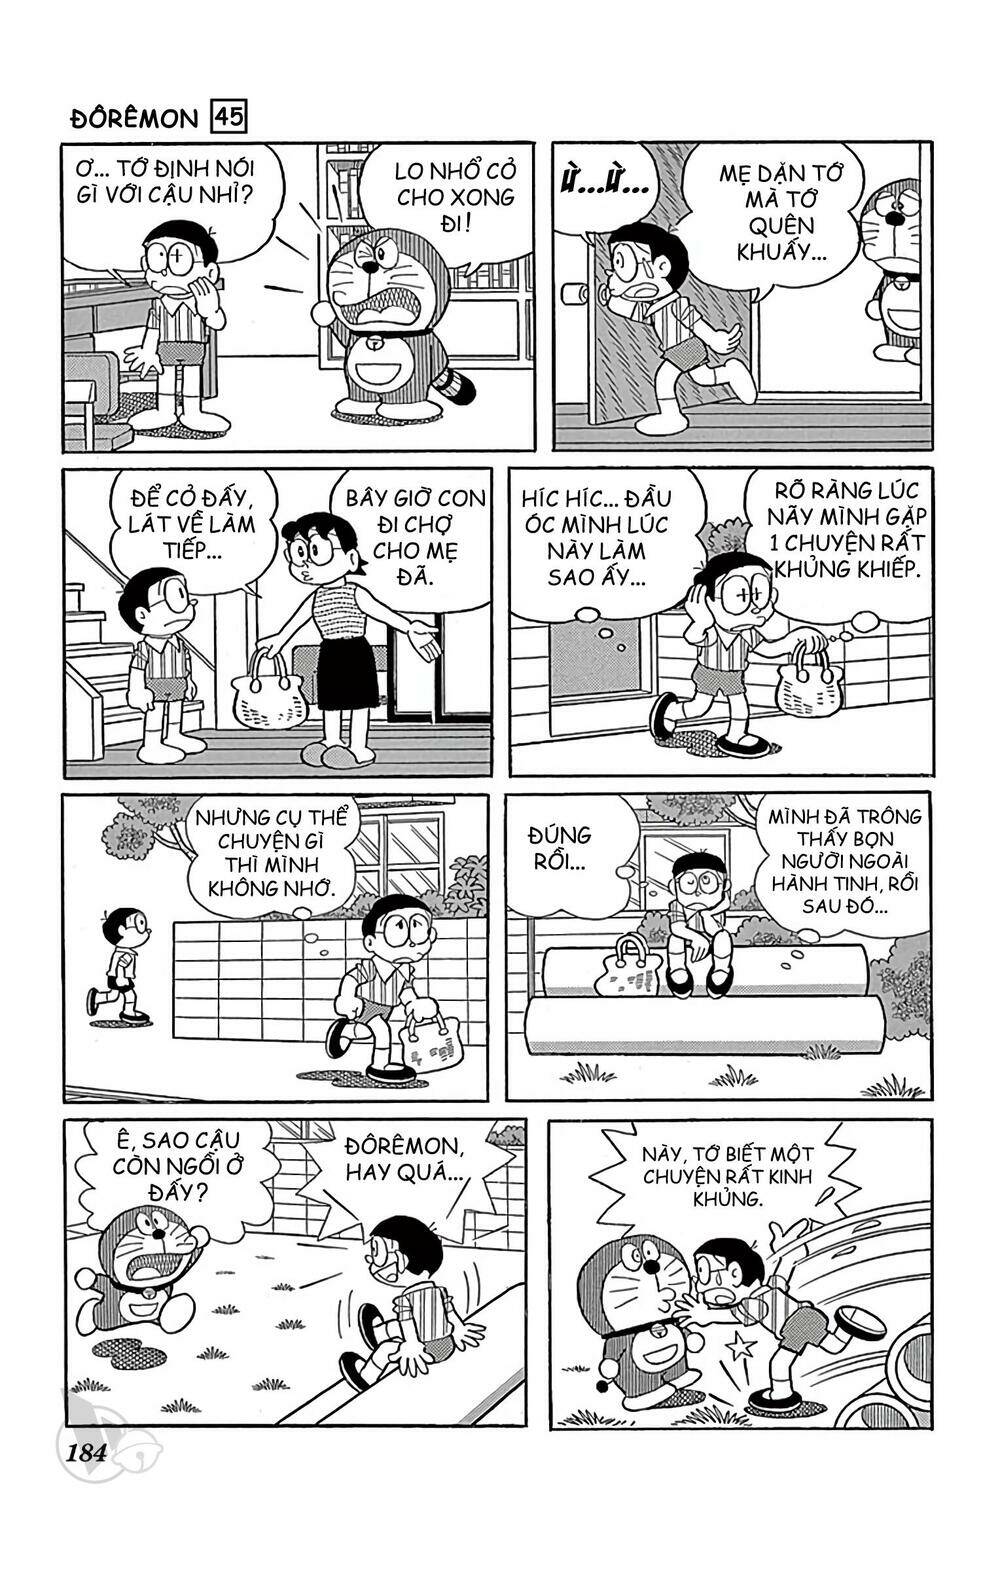 ĐÔRÊMON 45
Ơ... TỚ ĐỊNH NÓI
GÌ VỚI CẬU NHỈ?
LO NHỔ CỎ
CHO XONG
ĐI!
Ừ...Ừ...
MẸ DẶN TỚ
MÀ TỚ
QUÊN
KHUẤY...
ĐỂ CỎ ĐẤY,
LÁT VỀ LÀM
TIẾP...
BÂY GIỜ CON
ĐI CHỢ
CHO MẸ
ĐÃ.
HÍC HÍC... ĐẦU
ÓC MÌNH LÚC
NÀY LÀM
SAO ẤY...
RÕ RÀNG LÚC
NÃY MÌNH GẶP
1 CHUYỆN RẤT
KHỦNG KHIẾP.
NHƯNG CỤ THỂ
CHUYỆN GÌ
THÌ MÌNH
KHÔNG NHỚ.
ĐÚNG
RỒI...
MÌNH ĐÃ TRÔNG
THẤY BỌN
NGƯỜI NGOÀI
HÀNH TINH, RỒI
SAU ĐÓ...
Ê, SAO CẬU
CÒN NGỒI Ở
ĐẤY?
ĐÔRÊMON,
HAY QUÁ...
NÀY, TỚ BIẾT MỘT
CHUYỆN RẤT KINH
KHỦNG.
184